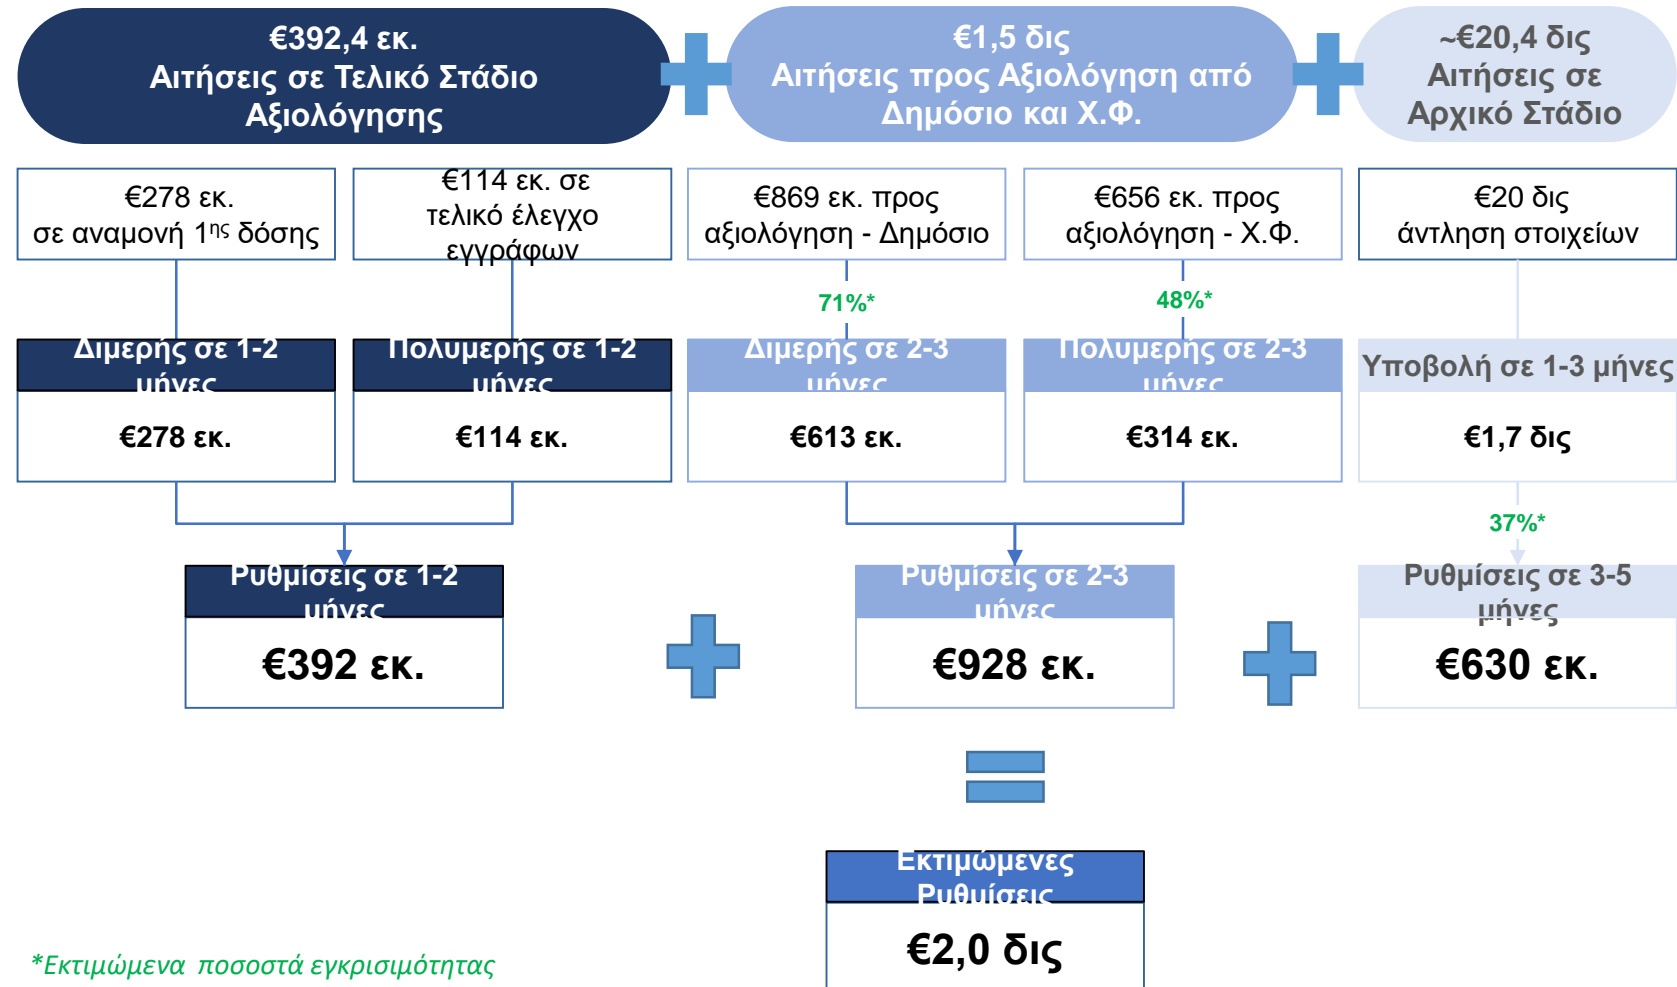 €392,4 εκ.
Αιτήσεις σε Τελικό Στάδιο
Αξιολόγησης
€1,5 δις
Αιτήσεις προς Αξιολόγηση από
Δημόσιο και Χ.Φ.
~€20,4 δις
Αιτήσεις σε
Αρχικό Στάδιο
€278 εκ.
σε αναμονή 1ης δόσης
€114 εκ. σε
τελικό έλεγχο
εγγράφων
€869 εκ. προς
αξιολόγηση - Δημόσιο
€656 εκ. προς
αξιολόγηση - Χ.Φ.
€20 δις
άντληση στοιχείων
71%*
48%*
Διμερής σε 1-2
μήνες
€278 εκ.
Πολυμερής σε 1-2
μήνες
€114 εκ.
Διμερής σε 2-3
μήνες
€613 εκ.
Πολυμερής σε 2-3
μήνες
€314 εκ.
Υποβολή σε 1-3 μήνες
€1,7 δις
37%*
Ρυθμίσεις σε 1-2
μήνες
€392 εκ.
Ρυθμίσεις σε 2-3
μήνες
€928 εκ.
Ρυθμίσεις σε 3-5
μήνες
€630 εκ.
Εκτιμώμενες
Ρυθμίσεις
€2,0 δις
*Εκτιμώμενα ποσοστά εγκρισιμότητας